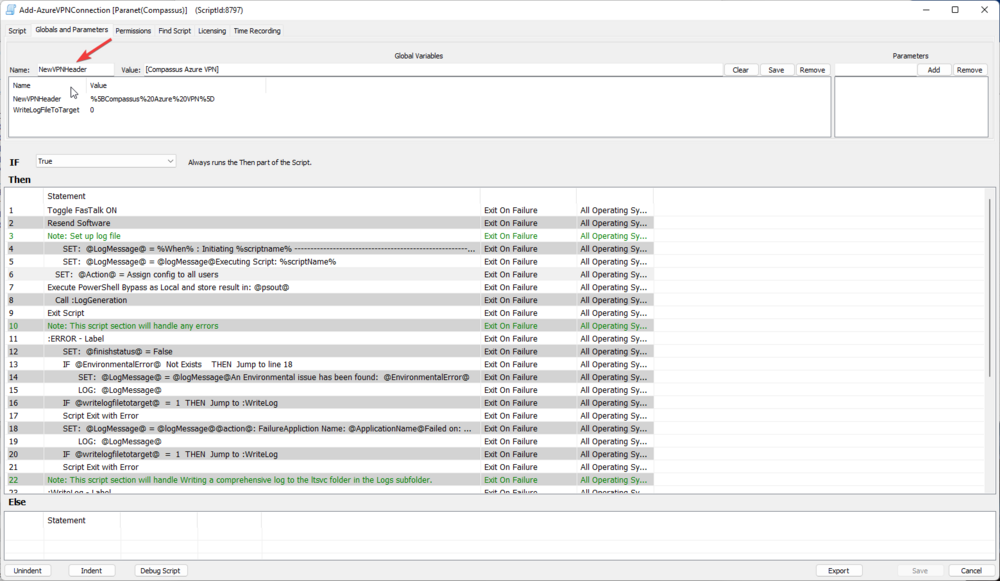 Add-AzureVPNConnection [Paranet(Compassus)] (ScriptId:8797)
Script Globals and Parameters Permissions Find Script Licensing Time Recording
Global Variables Parameters
Name: NewVPNHeader Value: [Compassus Azure VPN] Clear Save Remove Add Remove
Name Value
NewVPNHeader %5BCompassus%20Azure%20VPN%5D
WriteLogFileToTarget 0
IF True Always runs the Then part of the Script.
Then
Statement
1 Toggle FasTalk ON Exit On Failure All Operating Sy...
2 Resend Software Exit On Failure All Operating Sy...
3 Note: Set up log file Exit On Failure All Operating Sy...
4 SET: @LogMessage@ = %When% : Initiating %scriptname% ----------------------------------------------------------... Exit On Failure All Operating Sy...
5 SET: @LogMessage@ = @logMessage@Executing Script: %scriptName% Exit On Failure All Operating Sy...
6 SET: @Action@ = Assign config to all users Exit On Failure All Operating Sy...
7 Execute PowerShell Bypass as Local and store result in: @psout@ Exit On Failure All Operating Sy...
8 Call :LogGeneration Exit On Failure All Operating Sy...
9 Exit Script Exit On Failure All Operating Sy...
10 Note: This script section will handle any errors Exit On Failure All Operating Sy...
11 :ERROR - Label Exit On Failure All Operating Sy...
12 SET: @finishstatus@ = False Exit On Failure All Operating Sy...
13 IF @EnvironmentalError@ Not Exists THEN Jump to line 18 Exit On Failure All Operating Sy...
14 SET: @LogMessage@ = @logMessage@An Environmental issue has been found: @EnvironmentalError@ Exit On Failure All Operating Sy...
15 LOG: @LogMessage@ Exit On Failure All Operating Sy...
16 IF @writelogfiletotarget@ = 1 THEN Jump to :WriteLog Exit On Failure All Operating Sy...
17 Script Exit with Error Exit On Failure All Operating Sy...
18 SET: @LogMessage@ = @logMessage@@action@: FailureAppliction Name: @ApplicationName@Failed on: ... Exit On Failure All Operating Sy...
19 LOG: @LogMessage@ Exit On Failure All Operating Sy...
20 IF @writelogfiletotarget@ = 1 THEN Jump to :WriteLog Exit On Failure All Operating Sy...
21 Script Exit with Error Exit On Failure All Operating Sy...
22 Note: This script section will handle Writing a comprehensive log to the ltsvc folder in the Logs subfolder. Exit On Failure All Operating Sy...
23 :WriteLog - Label Exit On Failure All Operating Sy...
Else
Statement
Unindent Indent Debug Script Export Save Cancel